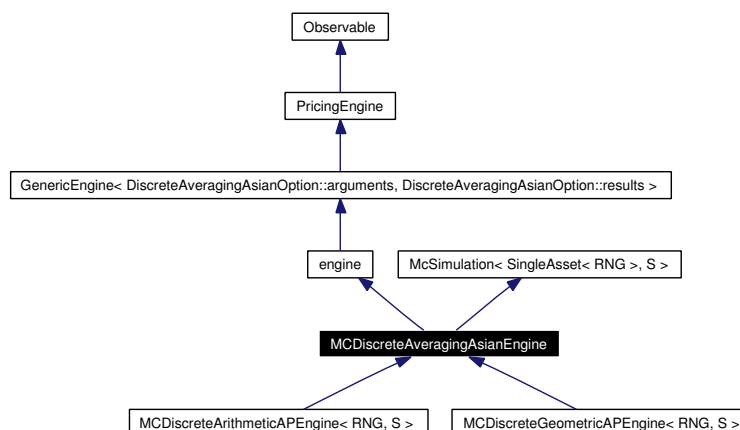 Observable
PricingEngine
GenericEngine< DiscreteAveragingAsianOption::arguments, DiscreteAveragingAsianOption::results >
engine
McSimulation< SingleAsset< RNG >, S >
MCDiscreteAveragingAsianEngine
MCDiscreteArithmeticAPEngine< RNG, S >
MCDiscreteGeometricAPEngine< RNG, S >